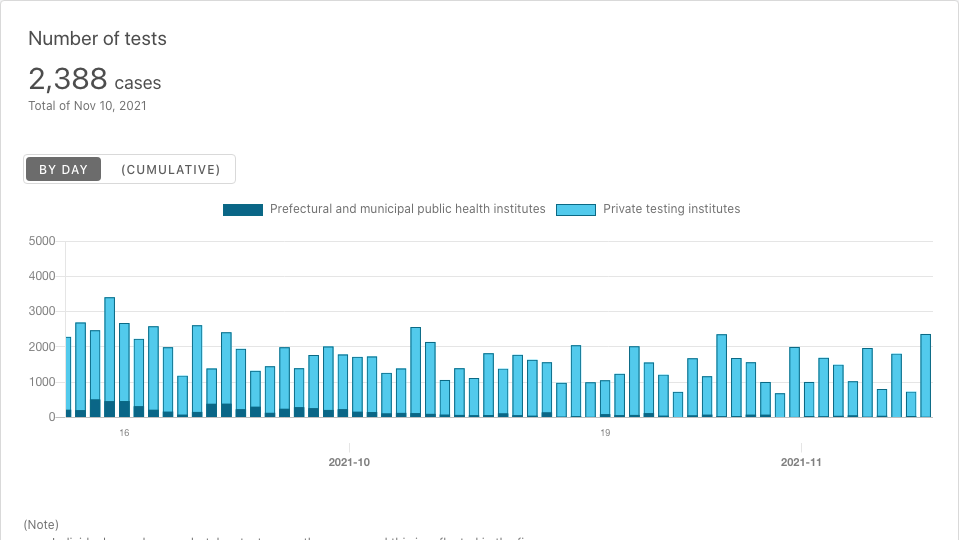 Number of tests
2,388 cases
Total of Nov 10, 2021
BY DAY (CUMULATIVE)
Prefectural and municipal public health institutes Private testing institutes
5000
4000
3000
2000
1000
0
16 19
2021-10 2021-11
(Note)